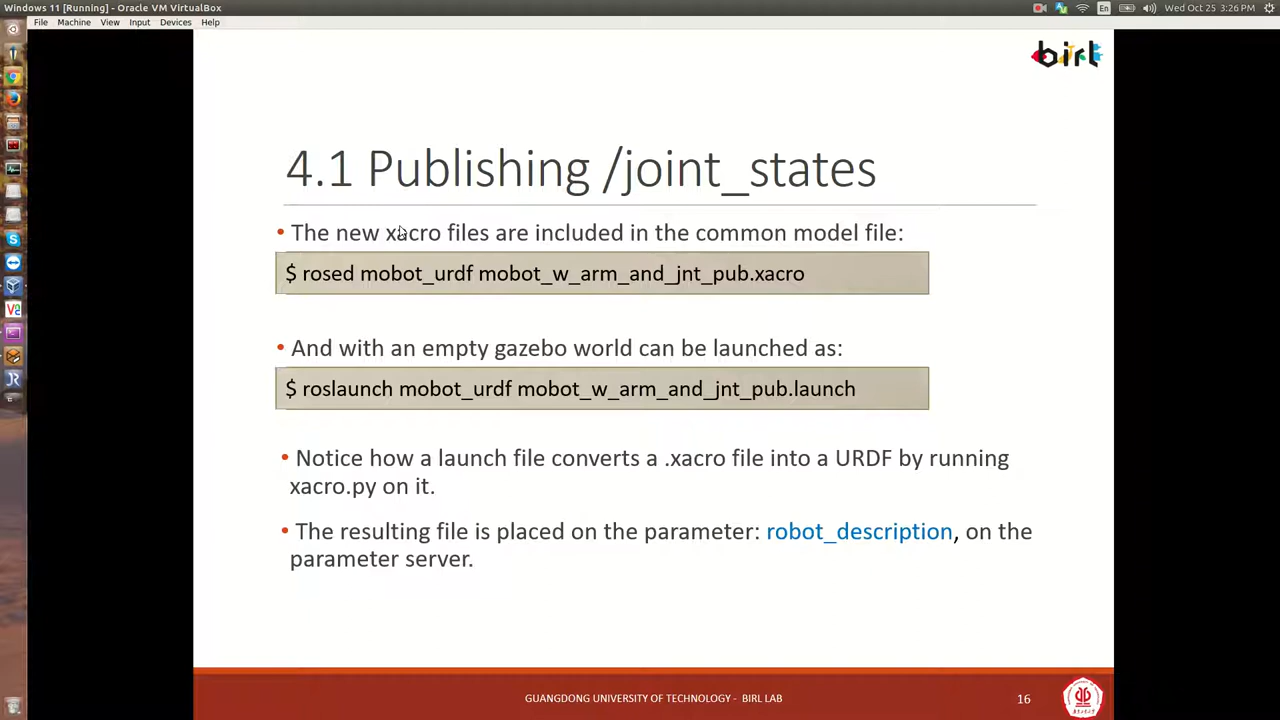 Windows 11 [Running] - Oracle VM VirtualBox
En
Wed Oct 25 3:26 PM
File Machine View Input Devices Help
birl
4.1 Publishing /joint_states
• The new xacro files are included in the common model file:
$ rosed mobot_urdf mobot_w_arm_and_jnt_pub.xacro
• And with an empty gazebo world can be launched as:
$ roslaunch mobot_urdf mobot_w_arm_and_jnt_pub.launch
• Notice how a launch file converts a .xacro file into a URDF by running
xacro.py on it.
• The resulting file is placed on the parameter: robot_description, on the
parameter server.
GUANGDONG UNIVERSITY OF TECHNOLOGY - BIRL LAB
16